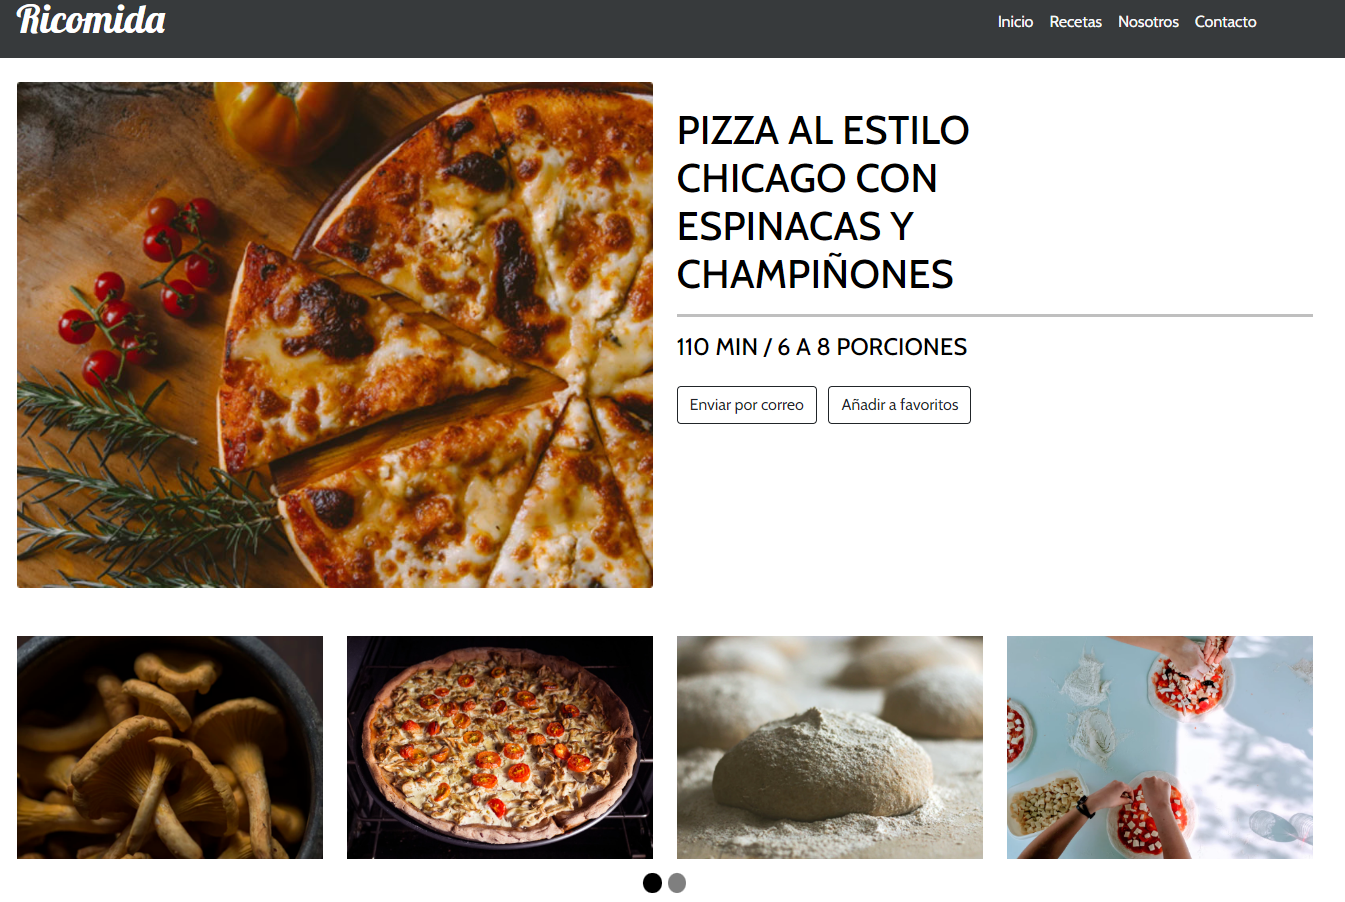 Ricomida
Inicio Recetas Nosotros Contacto
PIZZA AL ESTILO
CHICAGO CON
ESPINACAS Y
CHAMPIÑONES
110 MIN / 6 A 8 PORCIONES
Enviar por correo Añadir a favoritos